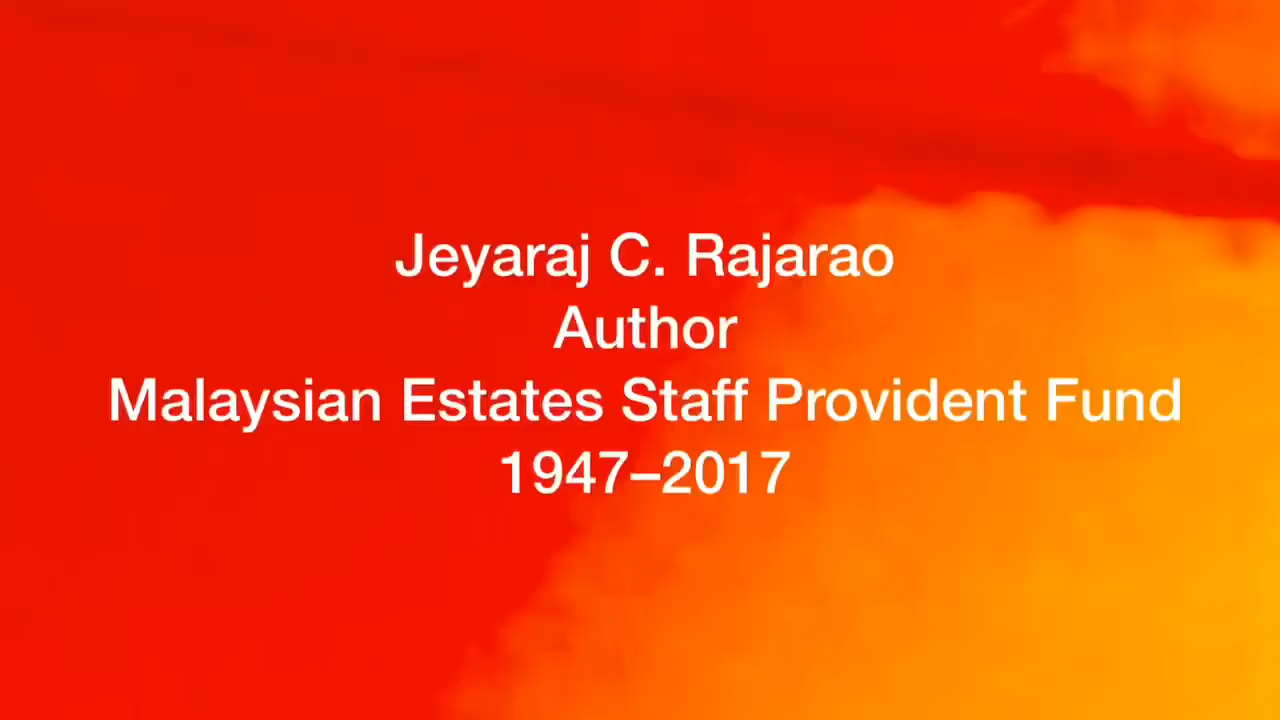 Jeyaraj C. Rajarao
Author
Malaysian Estates Staff Provident Fund
1947–2017